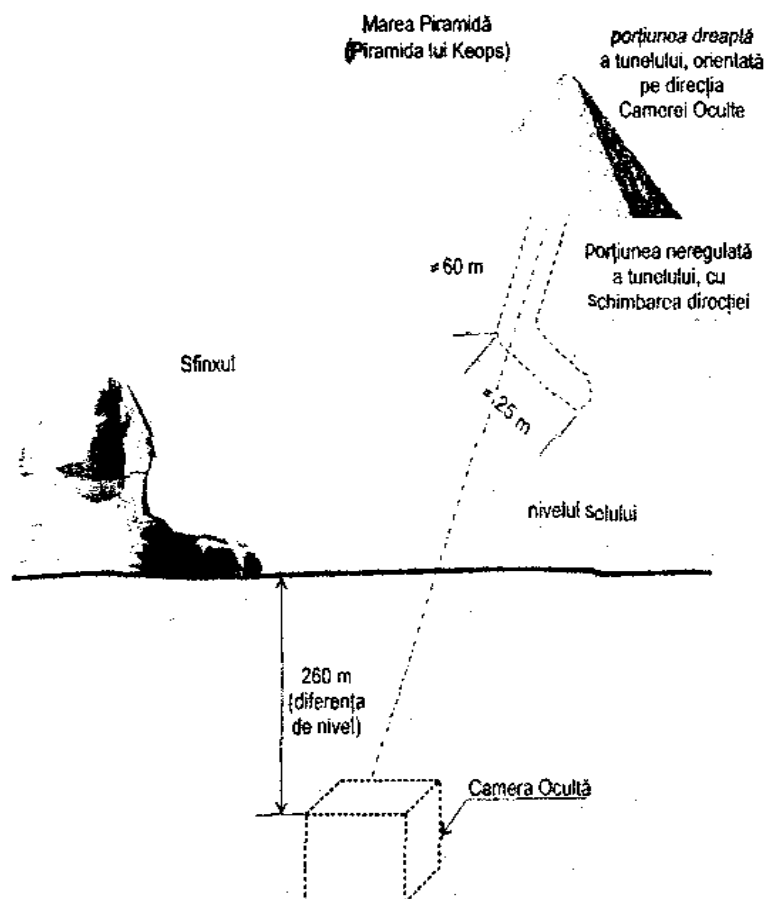 Marea Piramidă
(Piramida lui Keops)
porțiunea dreaptă
a tunelului, orientată
pe direcția
Camerei Oculte
≠ 60 m
Porțiunea neregulată
a tunelului, cu
schimbarea direcției
Sfinxul
≠ 25 m
nivelul solului
260 m
(diferența
de nivel)
Camera Ocultă